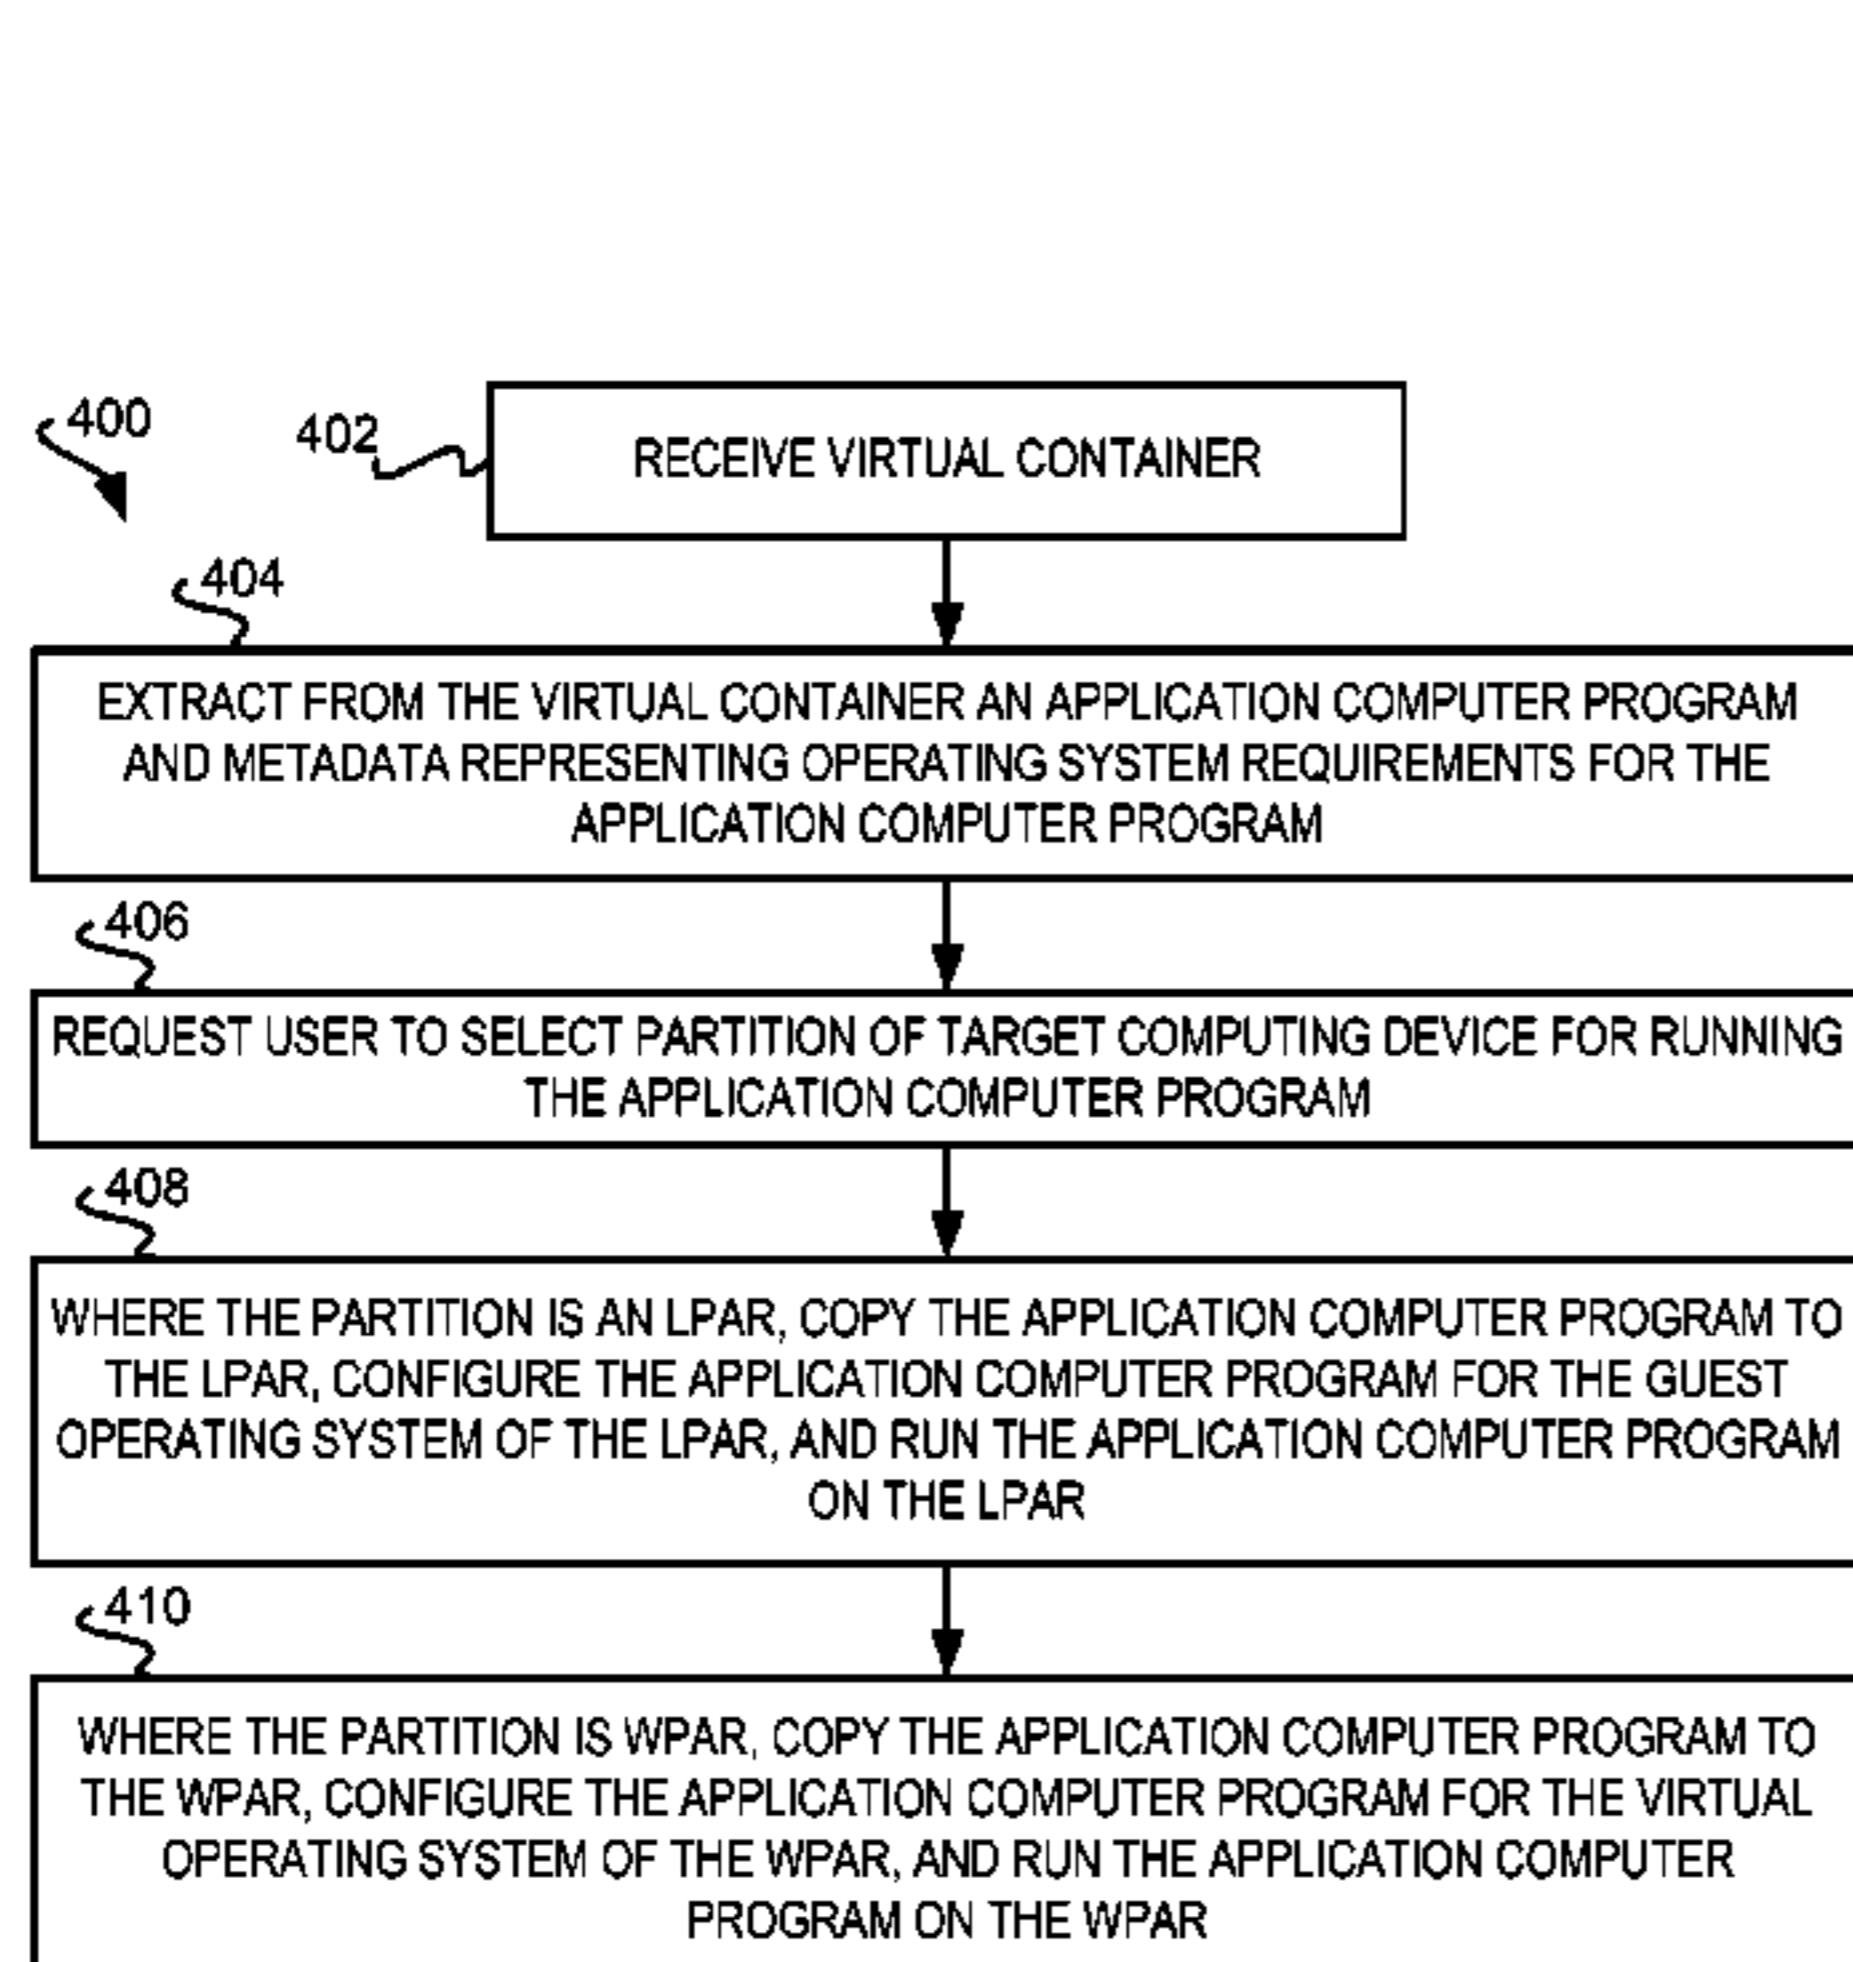 400
402
RECEIVE VIRTUAL CONTAINER
404
EXTRACT FROM THE VIRTUAL CONTAINER AN APPLICATION COMPUTER PROGRAM
AND METADATA REPRESENTING OPERATING SYSTEM REQUIREMENTS FOR THE
APPLICATION COMPUTER PROGRAM
406
REQUEST USER TO SELECT PARTITION OF TARGET COMPUTING DEVICE FOR RUNNING
THE APPLICATION COMPUTER PROGRAM
408
WHERE THE PARTITION IS AN LPAR, COPY THE APPLICATION COMPUTER PROGRAM TO
THE LPAR, CONFIGURE THE APPLICATION COMPUTER PROGRAM FOR THE GUEST
OPERATING SYSTEM OF THE LPAR, AND RUN THE APPLICATION COMPUTER PROGRAM
ON THE LPAR
410
WHERE THE PARTITION IS WPAR, COPY THE APPLICATION COMPUTER PROGRAM TO
THE WPAR, CONFIGURE THE APPLICATION COMPUTER PROGRAM FOR THE VIRTUAL
OPERATING SYSTEM OF THE WPAR, AND RUN THE APPLICATION COMPUTER
PROGRAM ON THE WPAR